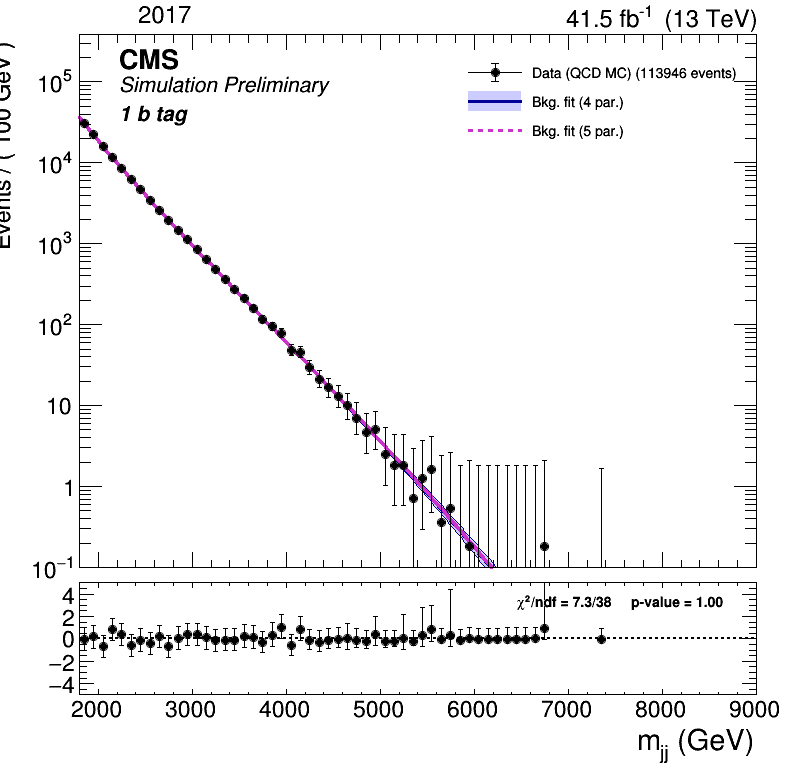 2017
41.5 fb⁻¹ (13 TeV)
CMS
Simulation Preliminary
1 b tag
Data (QCD MC) (113946 events)
Bkg. fit (4 par.)
Bkg. fit (5 par.)
Events / ( 100 GeV )
10⁵
10⁴
10³
10²
10
1
10⁻¹
χ²/ndf = 7.3/38 p-value = 1.00
4
2
0
−2
−4
2000 3000 4000 5000 6000 7000 8000 9000
m_jj (GeV)